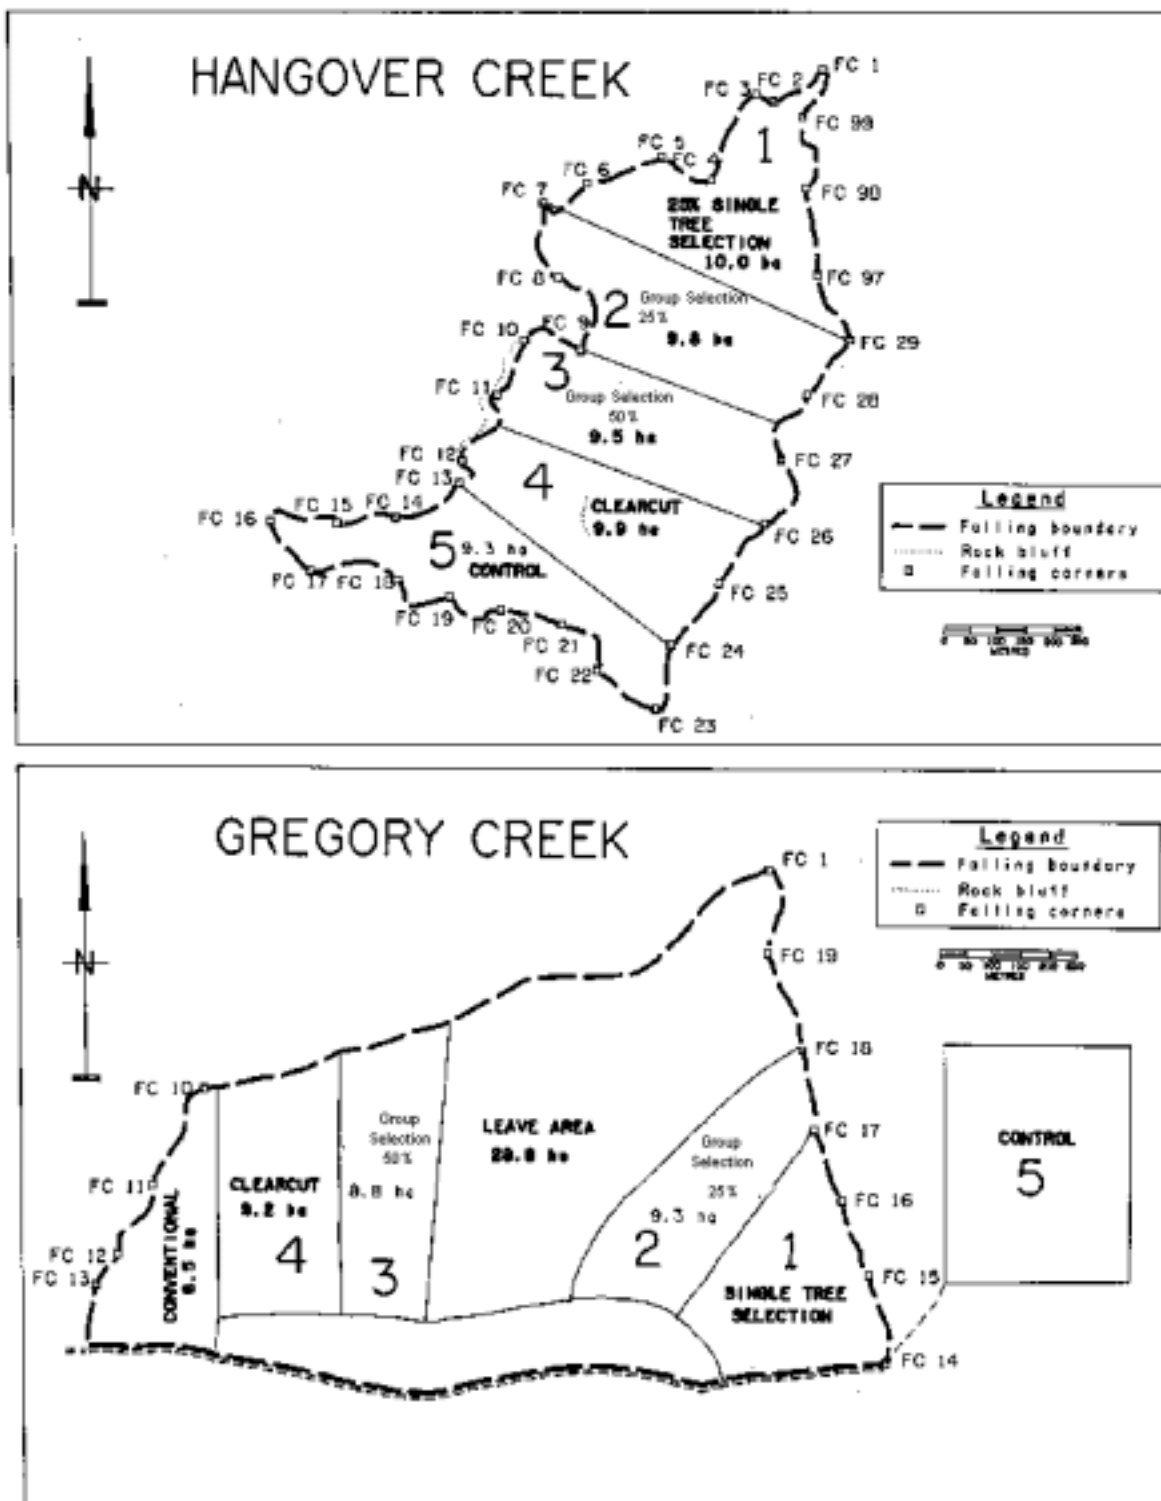 HANGOVER CREEK
N
FC 1
FC 2
FC 3
FC 99
1
FC 5
FC
FC 6
FC 7
FC 98
SINGLE
TREE
SELECTION
10.0 ha
FC 97
FC 8
2
Group Selection
25%
9.8 ha
FC 9
FC 10
FC 29
3
FC 11
Group Selection
50%
9.5 ha
FC 28
FC 12
FC 13
FC 27
4
CLEARCUT
9.9 ha
FC 26
FC 16
FC 15
FC 14
5
9.3 ha
CONTROL
FC 17
FC 18
FC 19
FC 20
FC 21
FC 22
FC 25
FC 24
FC 23
Legend
Falling boundary
Rock bluff
Falling corners
METRES
GREGORY CREEK
N
FC 1
FC 19
Legend
Falling boundary
Rock bluff
Falling corners
METRES
FC 18
FC 10
Group
Selection
50%
8.8 ha
LEAVE AREA
FC 17
Group
Selection
25%
9.3 ha
CONTROL
5
FC 11
CONVENTIONAL
CLEARCUT
9.2 ha
4
3
2
1
FC 16
FC 12
FC 13
FC 15
SINGLE TREE
SELECTION
FC 14